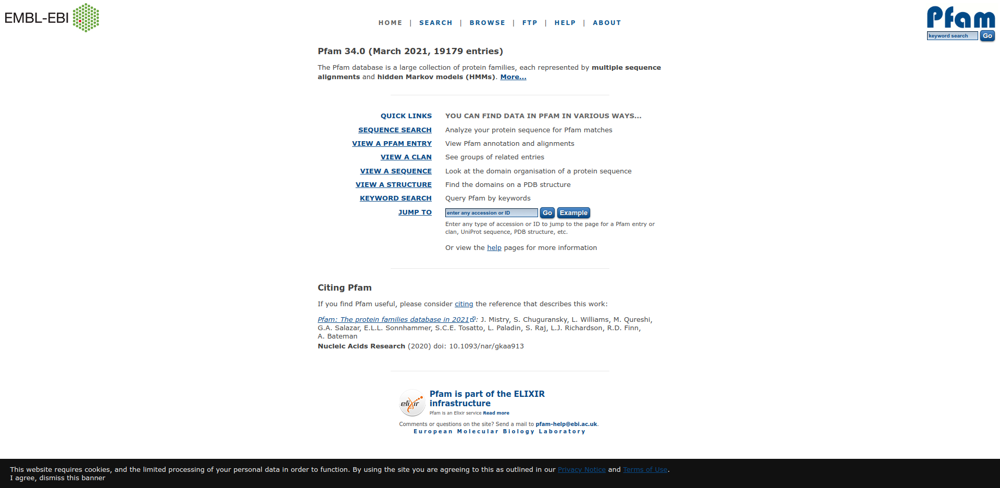 EMBL-EBI
HOME | SEARCH | BROWSE | FTP | HELP | ABOUT
Pfam
keyword search Go
Pfam 34.0 (March 2021, 19179 entries)
The Pfam database is a large collection of protein families, each represented by multiple sequence
alignments and hidden Markov models (HMMs). More...
QUICK LINKS YOU CAN FIND DATA IN PFAM IN VARIOUS WAYS...
SEQUENCE SEARCH Analyze your protein sequence for Pfam matches
VIEW A PFAM ENTRY View Pfam annotation and alignments
VIEW A CLAN See groups of related entries
VIEW A SEQUENCE Look at the domain organisation of a protein sequence
VIEW A STRUCTURE Find the domains on a PDB structure
KEYWORD SEARCH Query Pfam by keywords
JUMP TO enter any accession or ID Go Example
Enter any type of accession or ID to jump to the page for a Pfam entry or
clan, UniProt sequence, PDB structure, etc.
Or view the help pages for more information
Citing Pfam
If you find Pfam useful, please consider citing the reference that describes this work:
Pfam: The protein families database in 2021: J. Mistry, S. Chuguransky, L. Williams, M. Qureshi,
G.A. Salazar, E.L.L. Sonnhammer, S.C.E. Tosatto, L. Paladin, S. Raj, L.J. Richardson, R.D. Finn,
A. Bateman
Nucleic Acids Research (2020) doi: 10.1093/nar/gkaa913
elixir
Pfam is part of the ELIXIR
infrastructure
Pfam is an Elixir service Read more
Comments or questions on the site? Send a mail to pfam-help@ebi.ac.uk.
European Molecular Biology Laboratory
This website requires cookies, and the limited processing of your personal data in order to function. By using the site you are agreeing to this as outlined in our Privacy Notice and Terms of Use.
I agree, dismiss this banner